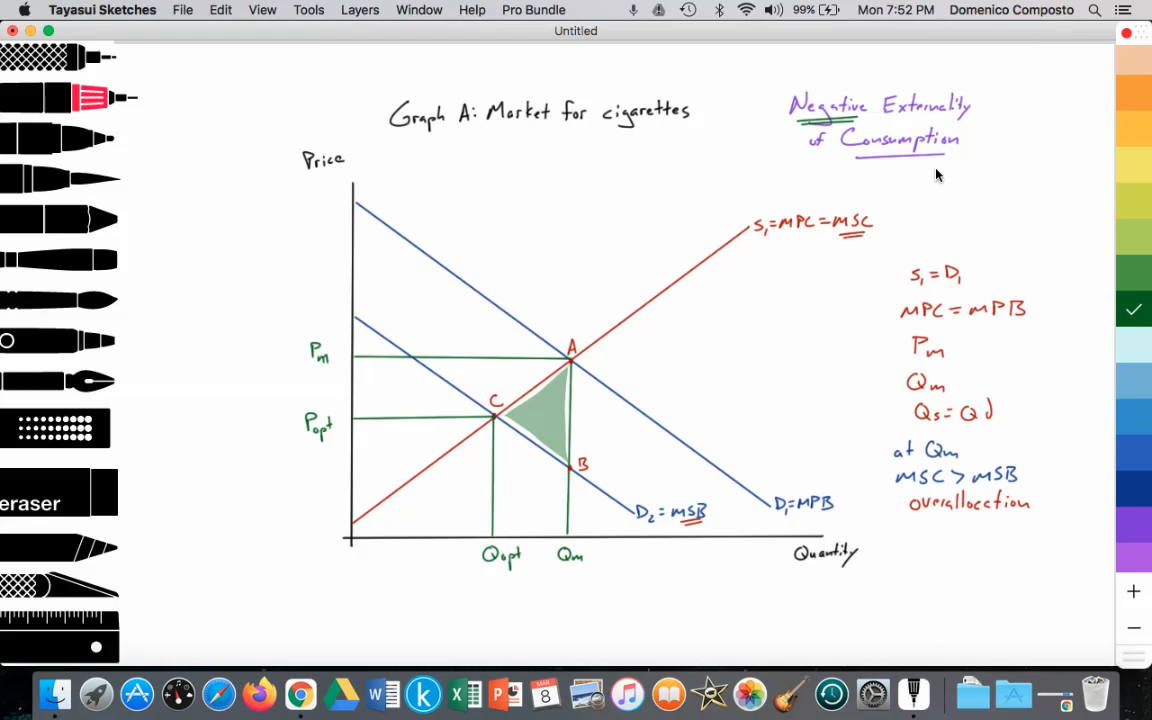 Tayasui Sketches File Edit View Tools Layers Window Help Pro Bundle 99% Mon 7:52 PM Domenico Composto
Untitled
Graph A: Market for cigarettes
Negative Externality
of Consumption
Price
S₁=MPC=MSC
S₁=D₁
MPC=MPB
Pm
Qm
Qs=Qd
at Qm
MSC>MSB
overallocation
A
Pm
C
Popt
B
D₂=MSB
D₁=MPB
Qopt
Qm
Quantity
eraser
MAR
8